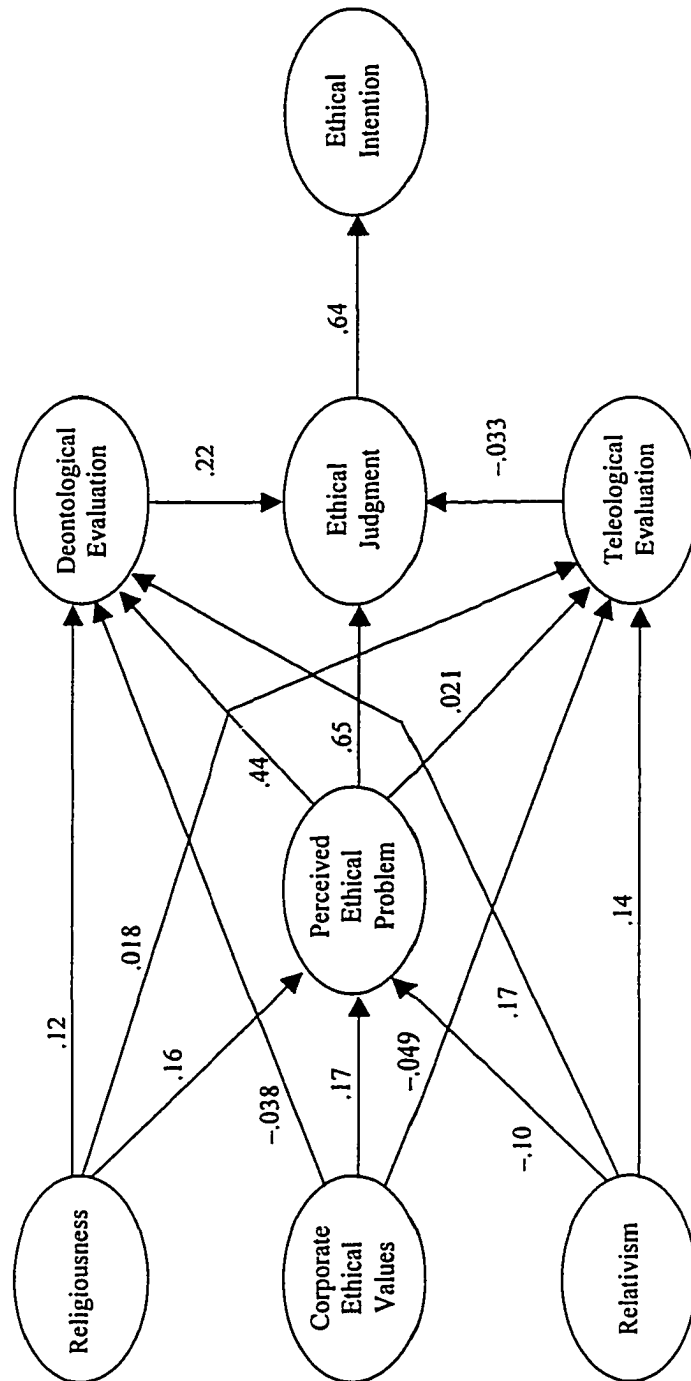 Religiousness
Corporate
Ethical
Values
Relativism
.12
.018
.16
–.038
.17
–.049
–.10
.17
.14
Perceived
Ethical
Problem
.44
.65
.021
Deontological
Evaluation
.22
Ethical
Judgment
–.033
Teleological
Evaluation
.64
Ethical
Intention